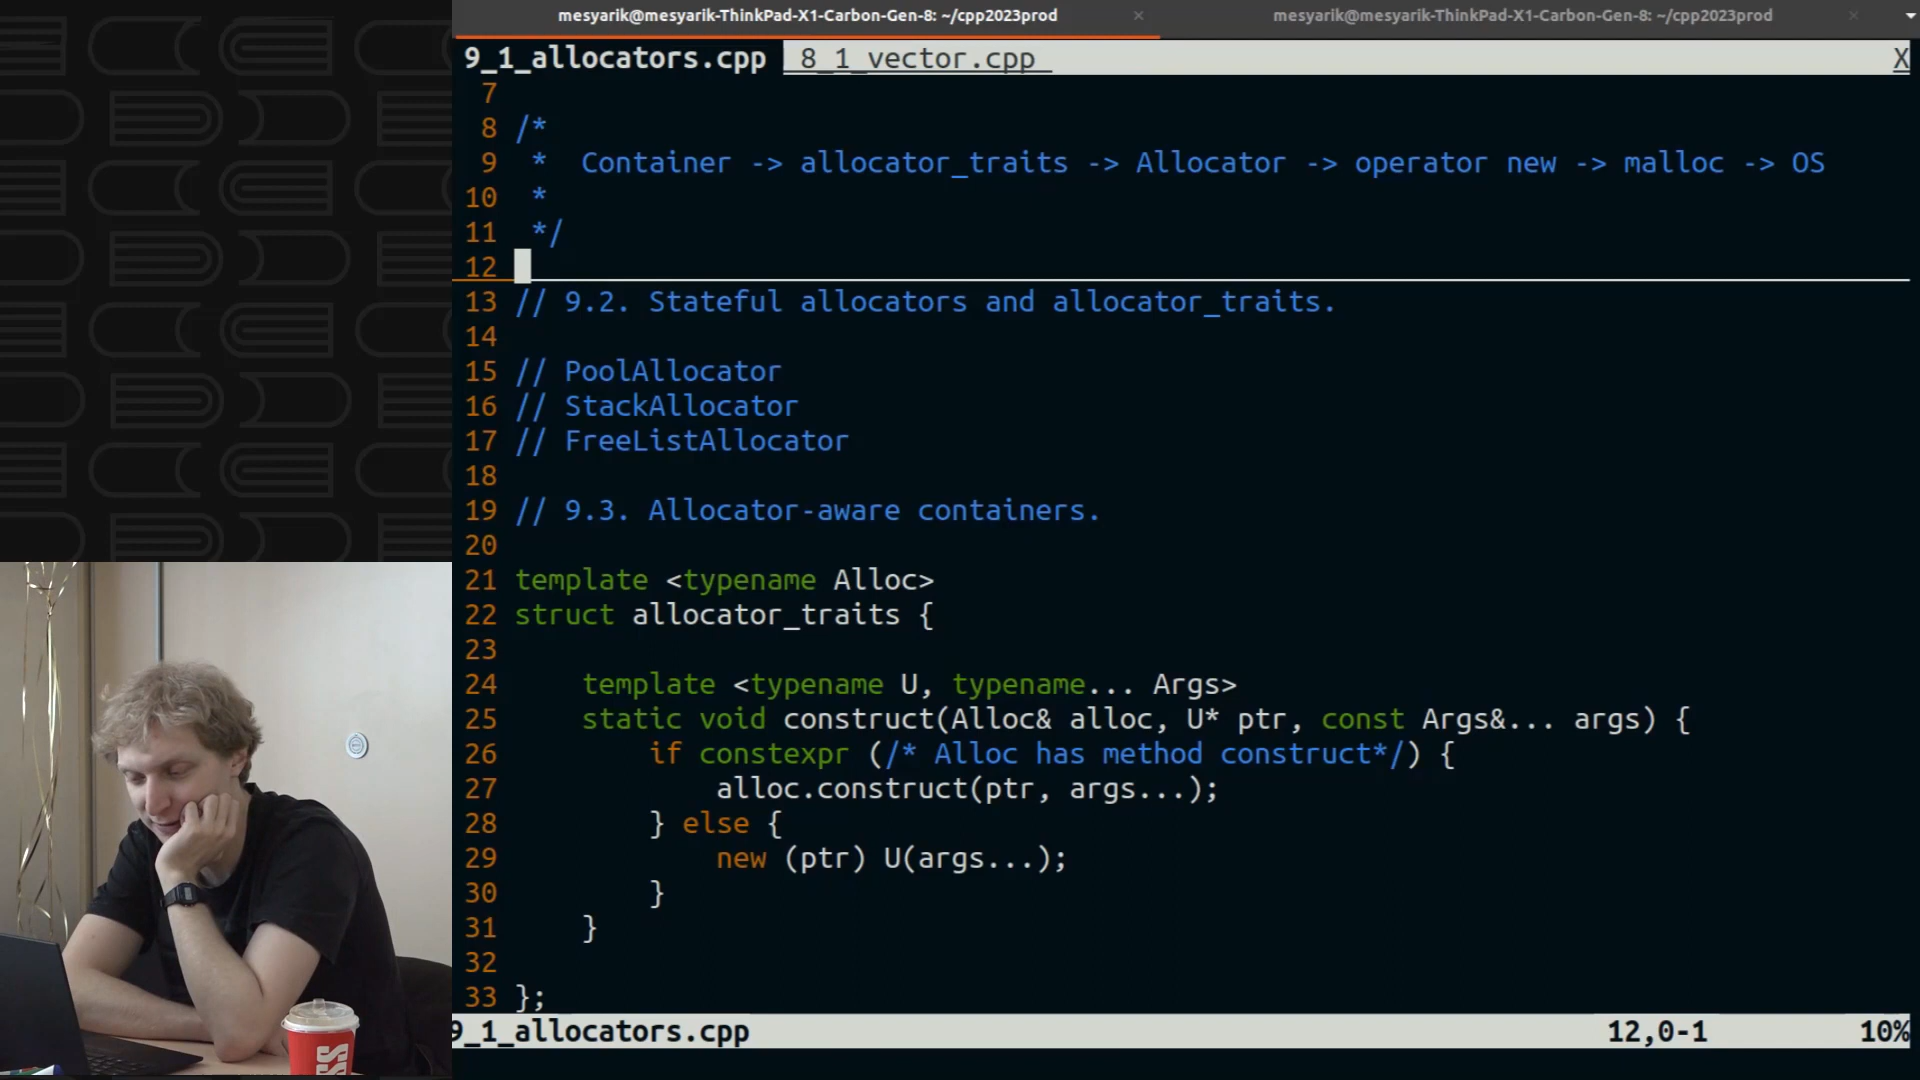 mesyarik@mesyarik-ThinkPad-X1-Carbon-Gen-8: ~/cpp2023prod × mesyarik@mesyarik-ThinkPad-X1-Carbon-Gen-8: ~/cpp2023prod ×
9_1_allocators.cpp 8_1_vector.cpp X
7
8 /*
9 * Container -> allocator_traits -> Allocator -> operator new -> malloc -> OS
10 *
11 */
12
13 // 9.2. Stateful allocators and allocator_traits.
14
15 // PoolAllocator
16 // StackAllocator
17 // FreeListAllocator
18
19 // 9.3. Allocator-aware containers.
20
21 template <typename Alloc>
22 struct allocator_traits {
23
24 template <typename U, typename... Args>
25 static void construct(Alloc& alloc, U* ptr, const Args&... args) {
26 if constexpr (/* Alloc has method construct*/) {
27 alloc.construct(ptr, args...);
28 } else {
29 new (ptr) U(args...);
30 }
31 }
32
33 };
9_1_allocators.cpp 12,0-1 10%